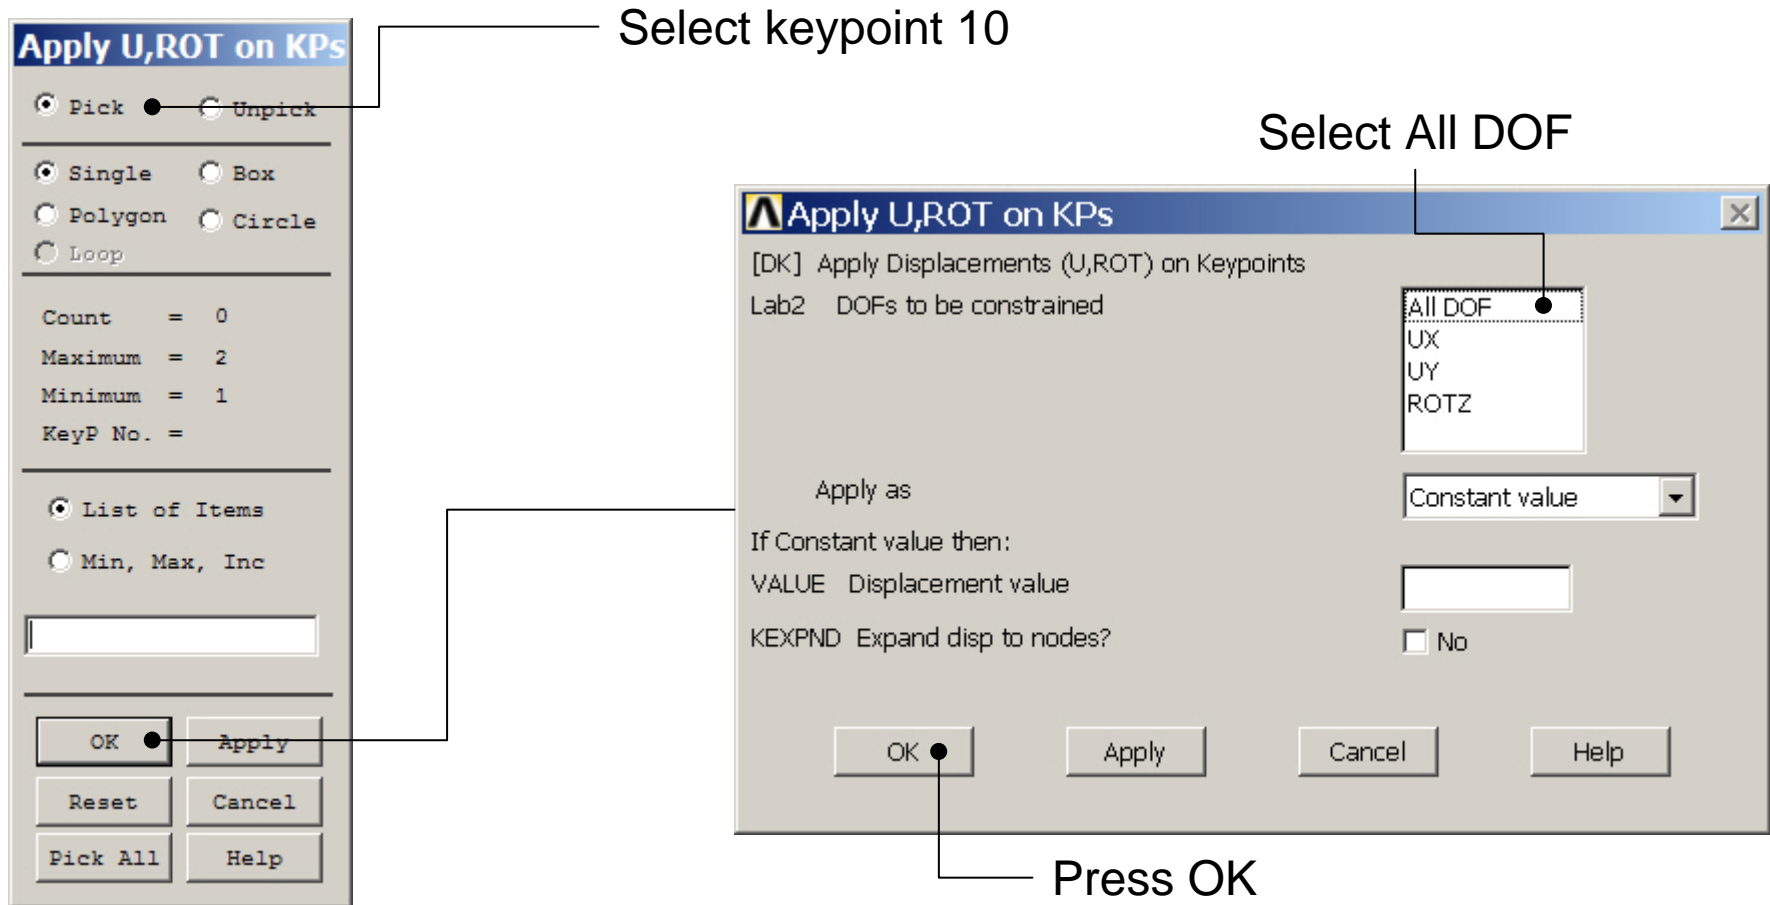 Select keypoint 10
Apply U,ROT on KPs
Pick Unpick
Single Box
Polygon Circle
Loop
Count = 0
Maximum = 2
Minimum = 1
KeyP No. =
List of Items
Min, Max, Inc
OK Apply
Reset Cancel
Pick All Help
Select All DOF
Apply U,ROT on KPs
[DK] Apply Displacements (U,ROT) on Keypoints
Lab2 DOFs to be constrained
All DOF
UX
UY
ROTZ
Apply as Constant value
If Constant value then:
VALUE Displacement value
KEXPND Expand disp to nodes? No
OK Apply Cancel Help
Press OK